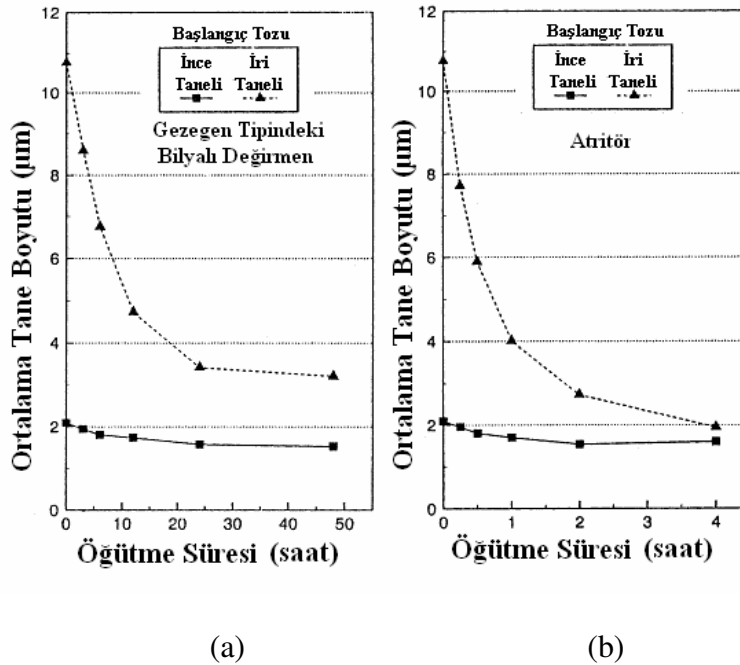 Ortalama Tane Boyutu (µm)
12
10
8
6
4
2
0
Başlangıç Tozu
İnce İri
Taneli Taneli
Gezegen Tipindeki
Bilyalı Değirmen
0 10 20 30 40 50
Öğütme Süresi (saat)
(a)
Ortalama Tane Boyutu (µm)
12
10
8
6
4
2
0
Başlangıç Tozu
İnce İri
Taneli Taneli
Atritör
0 1 2 3 4
Öğütme Süresi (saat)
(b)